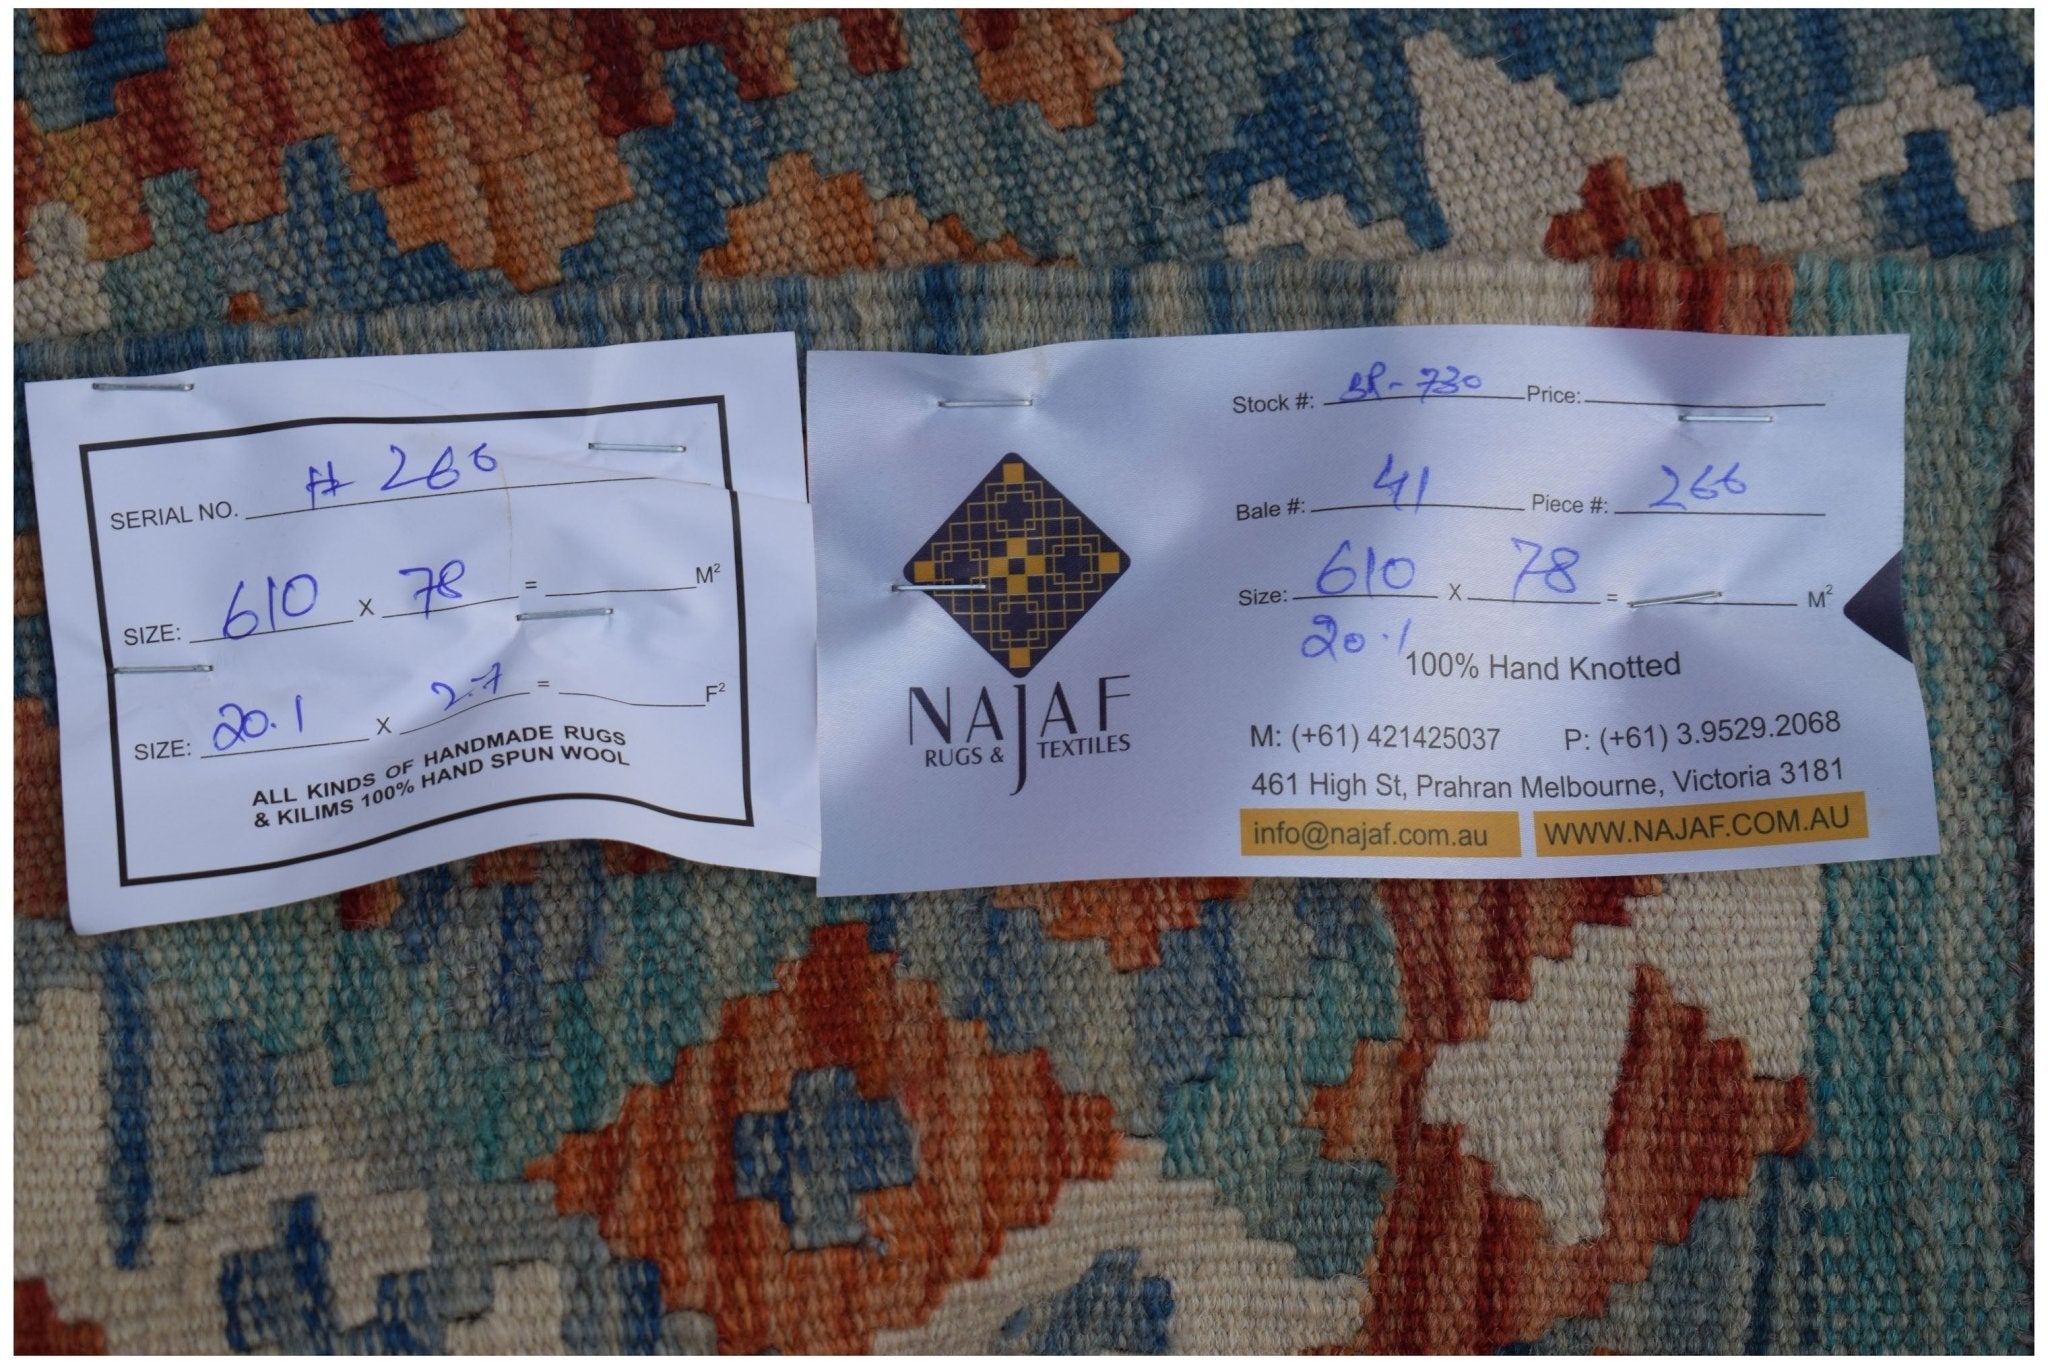 SERIAL NO. # 266
SIZE: 610 X 78 = M²
SIZE: 20.1 X 2.7 = F²
ALL KINDS OF HANDMADE RUGS
& KILIMS 100% HAND SPUN WOOL
NAJAF
RUGS & TEXTILES
Stock #: BR-730 Price:
Bale #: 41 Piece #: 266
Size: 610 X 78 = M²
20.1
100% Hand Knotted
M: (+61) 421425037 P: (+61) 3.9529.2068
461 High St, Prahran Melbourne, Victoria 3181
info@najaf.com.au WWW.NAJAF.COM.AU